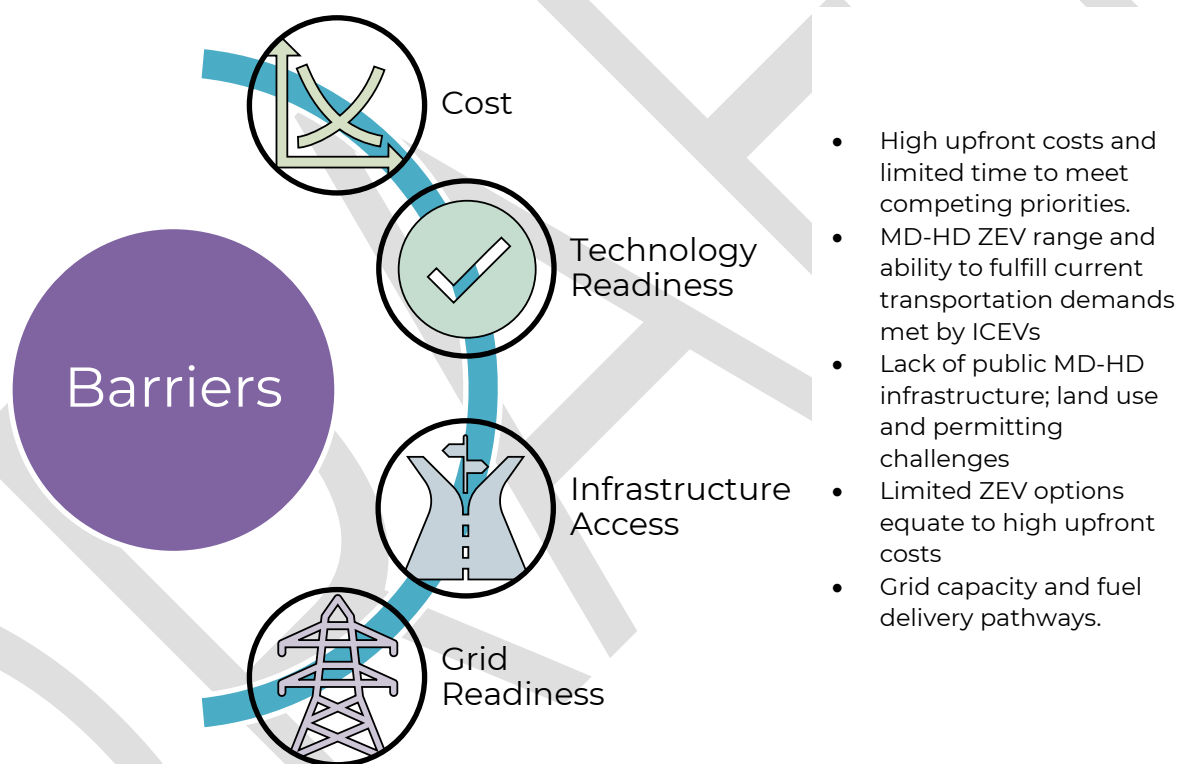 Barriers
Cost
Technology
Readiness
Infrastructure
Access
Grid
Readiness
• High upfront costs and
limited time to meet
competing priorities.
• MD-HD ZEV range and
ability to fulfill current
transportation demands
met by ICEVs
• Lack of public MD-HD
infrastructure; land use
and permitting
challenges
• Limited ZEV options
equate to high upfront
costs
• Grid capacity and fuel
delivery pathways.